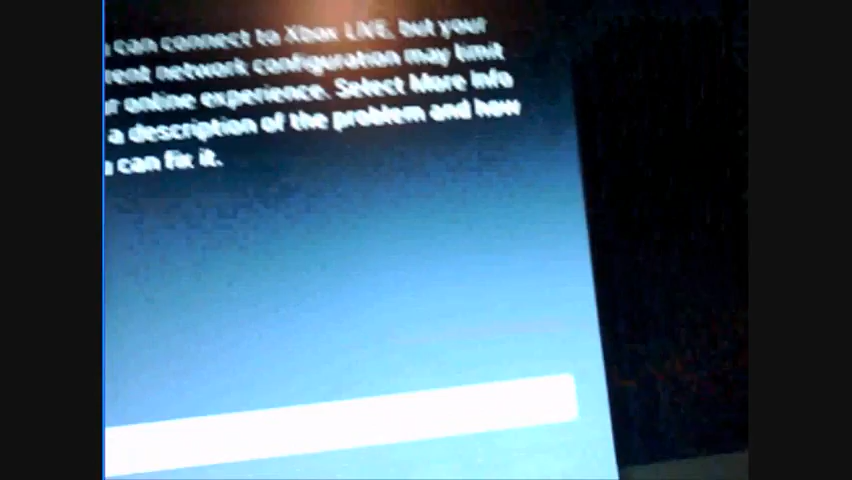 can connect to Xbox LIVE, but your
rent network configuration may limit
r online experience. Select More Info
a description of the problem and how
can fix it.